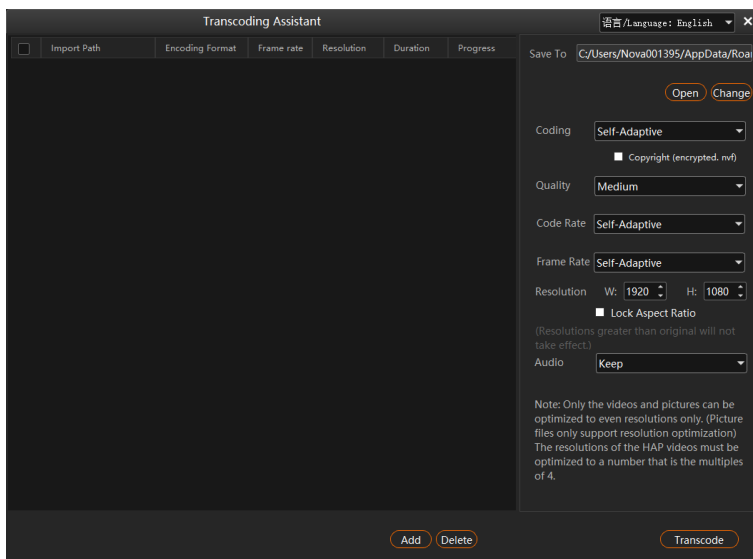 Transcoding Assistant
语言/Language: English
Import Path Encoding Format Frame rate Resolution Duration Progress
Save To C:/Users/Nova001395/AppData/Roa
Open Change
Coding Self-Adaptive
Copyright (encrypted. nvf)
Quality Medium
Code Rate Self-Adaptive
Frame Rate Self-Adaptive
Resolution W: 1920 H: 1080
Lock Aspect Ratio
(Resolutions greater than original will not
take effect.)
Audio Keep
Note: Only the videos and pictures can be
optimized to even resolutions only. (Picture
files only support resolution optimization)
The resolutions of the HAP videos must be
optimized to a number that is the multiples
of 4.
Add Delete
Transcode